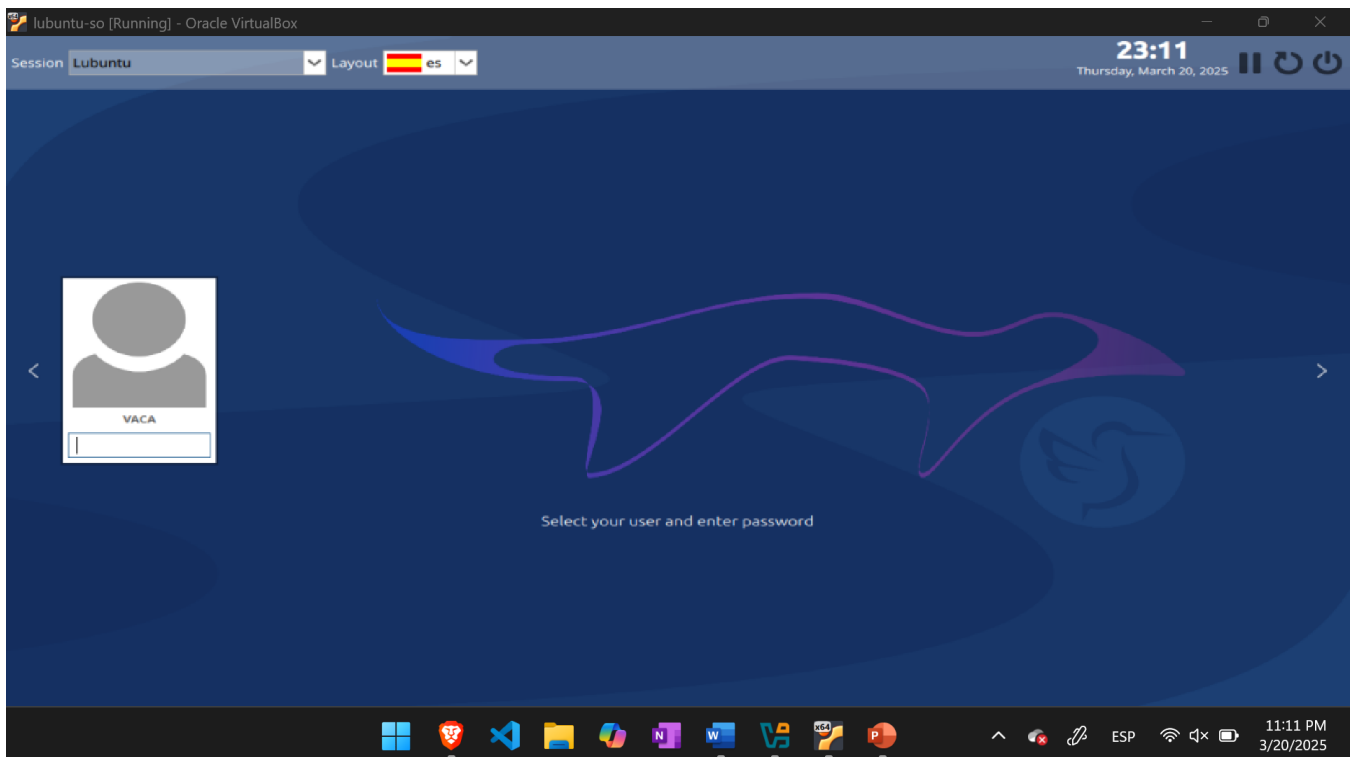 lubuntu-so [Running] - Oracle VirtualBox
Session Lubuntu Layout es
23:11
Thursday, March 20, 2025
VACA
Select your user and enter password
N W x64 P
ESP
11:11 PM
3/20/2025